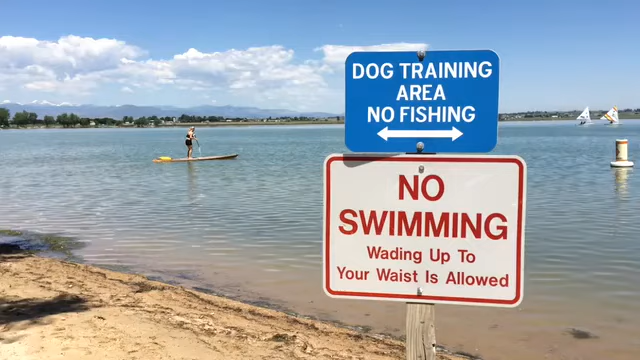 DOG TRAINING
AREA
NO FISHING
NO
SWIMMING
Wading Up To
Your Waist Is Allowed